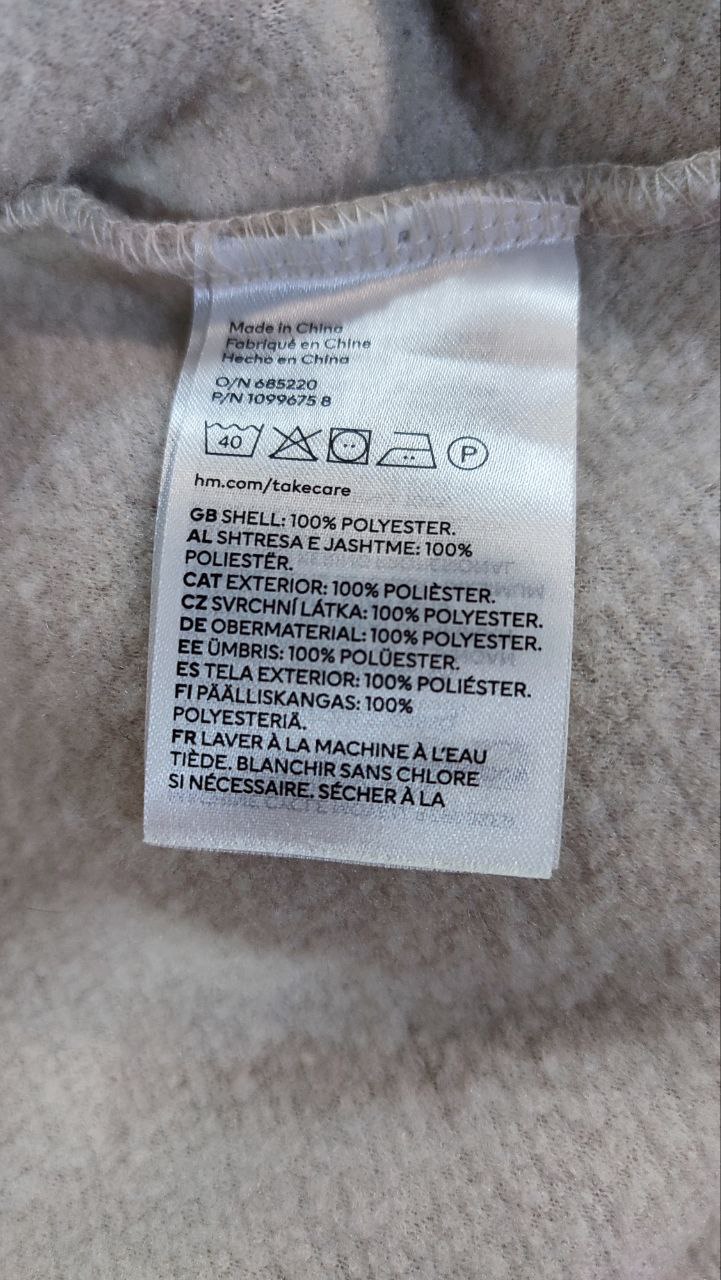 Made in China
Fabriqué en Chine
Hecho en China
O/N 685220
P/N 1099675 8
40 P
hm.com/takecare
GB SHELL: 100% POLYESTER.
AL SHTRESA E JASHTME: 100%
POLIESTËR.
CAT EXTERIOR: 100% POLIÈSTER.
CZ SVRCHNÍ LÁTKA: 100% POLYESTER.
DE OBERMATERIAL: 100% POLYESTER.
EE ÜMBRIS: 100% POLÜESTER.
ES TELA EXTERIOR: 100% POLIÉSTER.
FI PÄÄLLISKANGAS: 100%
POLYESTERIÄ.
FR LAVER À LA MACHINE À L'EAU
TIÈDE. BLANCHIR SANS CHLORE
SI NÉCESSAIRE. SÉCHER À LA